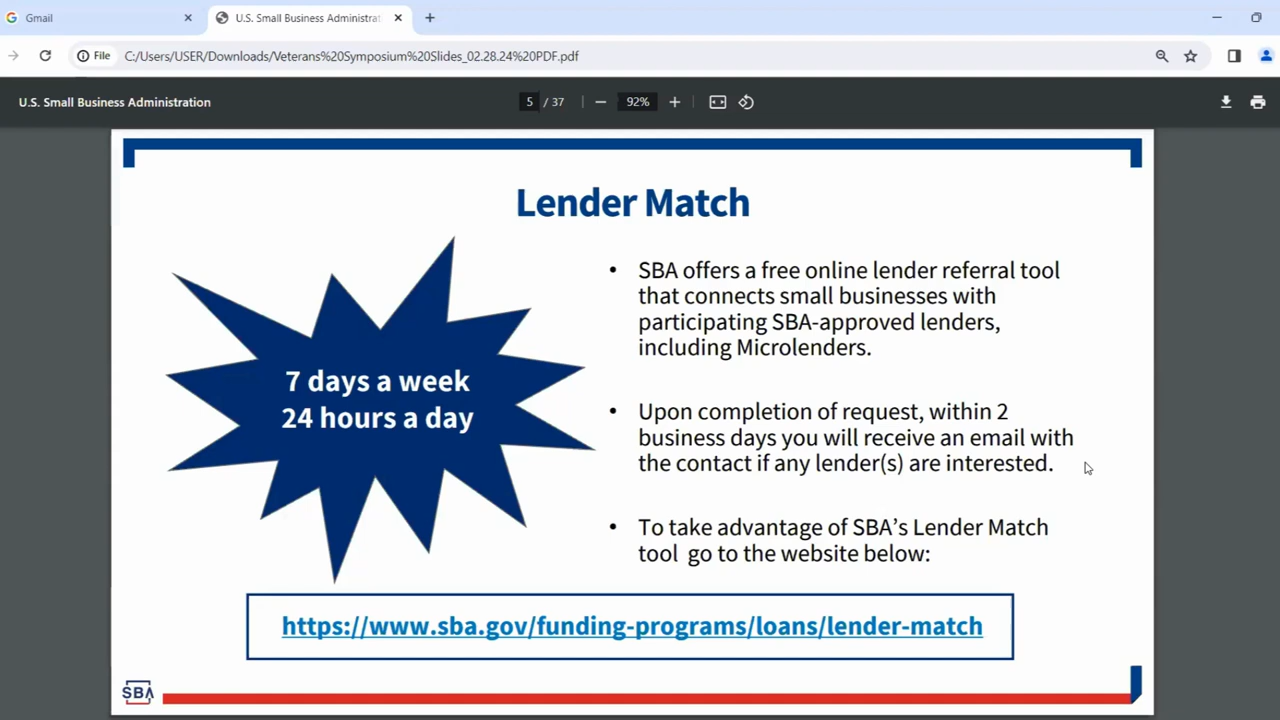 Gmail
U.S. Small Business Administrat
File
C:/Users/USER/Downloads/Veterans%20Symposium%20Slides_02.28.24%20PDF.pdf
U.S. Small Business Administration
5 / 37
92%
Lender Match
7 days a week
24 hours a day
• SBA offers a free online lender referral tool
that connects small businesses with
participating SBA-approved lenders,
including Microlenders.
• Upon completion of request, within 2
business days you will receive an email with
the contact if any lender(s) are interested.
• To take advantage of SBA’s Lender Match
tool go to the website below:
https://www.sba.gov/funding-programs/loans/lender-match
SBA